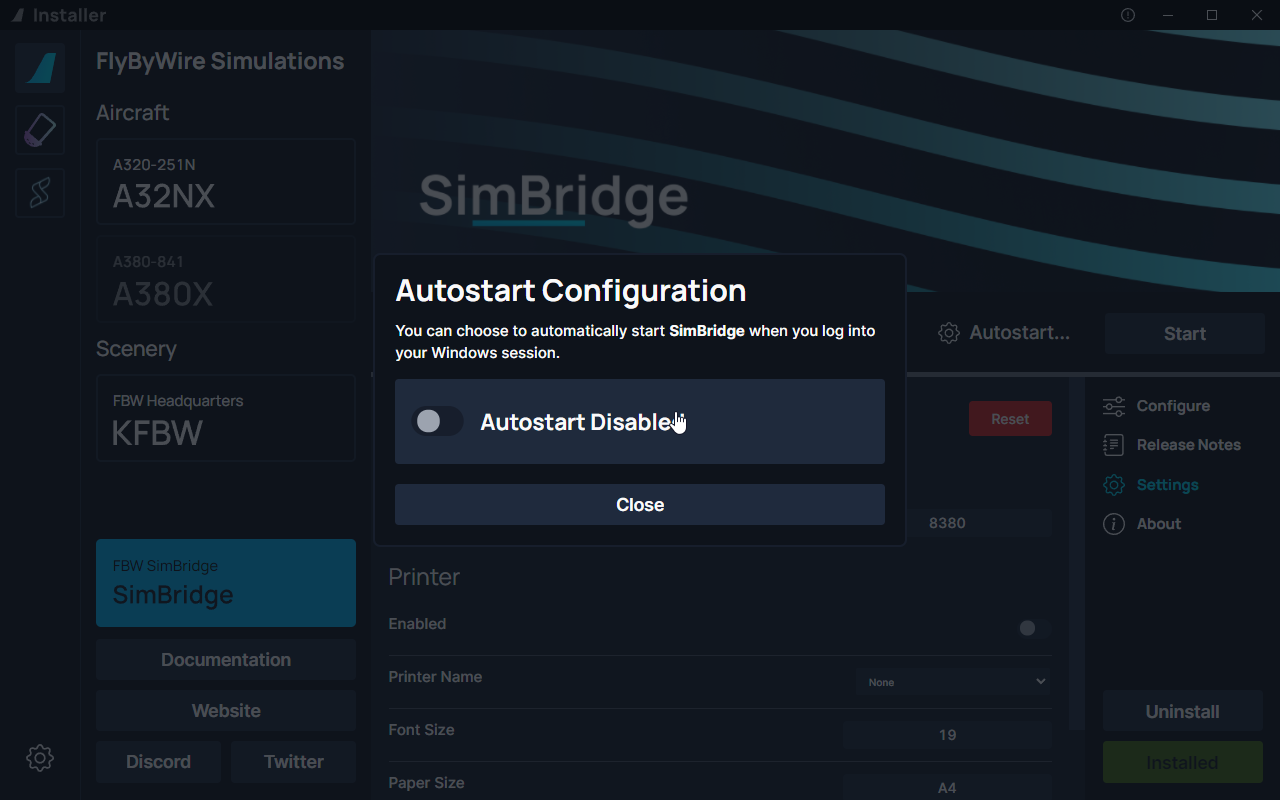 Installer
FlyByWire Simulations
Aircraft
A320-251N
A32NX
A380-841
A380X
Scenery
FBW Headquarters
KFBW
FBW SimBridge
SimBridge
Documentation
Website
Discord
Twitter
SimBridge
Autostart...
Start
Autostart Configuration
You can choose to automatically start SimBridge when you log into
your Windows session.
Autostart Disabled
Close
Reset
8380
Printer
Enabled
Printer Name
None
Font Size
19
Paper Size
A4
Configure
Release Notes
Settings
About
Uninstall
Installed